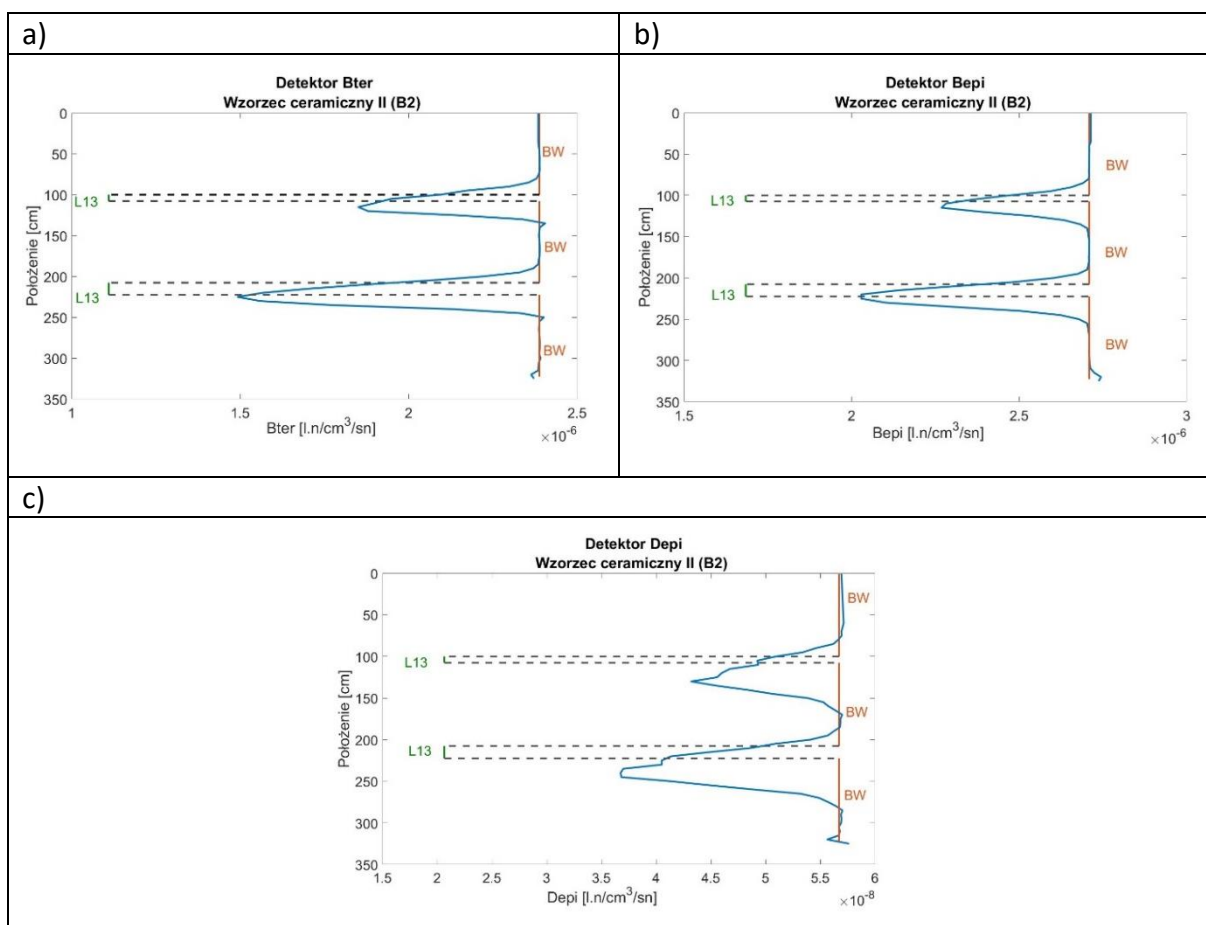 a)
b)
Detektor Bter
Wzorzec ceramiczny II (B2)
0
50
100
150
200
250
300
350
Położenie [cm]
L13
L13
BW
BW
BW
1
1.5
2
2.5
Bter [l.n/cm³/sn]
×10⁻⁶
Detektor Bepi
Wzorzec ceramiczny II (B2)
0
50
100
150
200
250
300
350
Położenie [cm]
L13
L13
BW
BW
BW
1.5
2
2.5
3
Bepi [l.n/cm³/sn]
×10⁻⁶
c)
Detektor Depi
Wzorzec ceramiczny II (B2)
0
50
100
150
200
250
300
350
Położenie [cm]
L13
L13
BW
BW
BW
1.5
2
2.5
3
3.5
4
4.5
5
5.5
6
Depi [l.n/cm³/sn]
×10⁻⁸